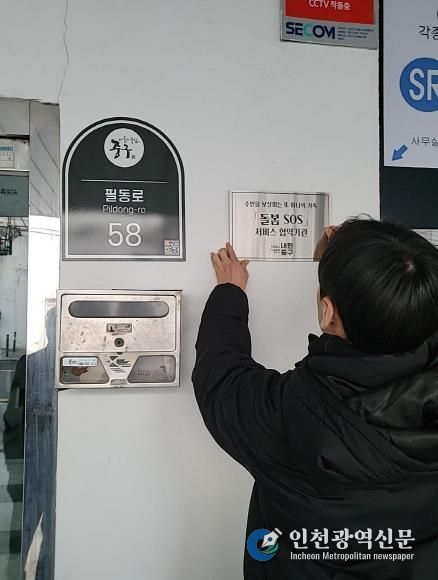 CCTV 작동중
SECOM
각종
SR
사무실
중구
필동로
Pildong-ro
58
주민을 보살피는 또 하나의 가족
「돌봄 SOS」
서비스 협약기관
내편
중구
인천광역신문
Incheon Metropolitan newspaper